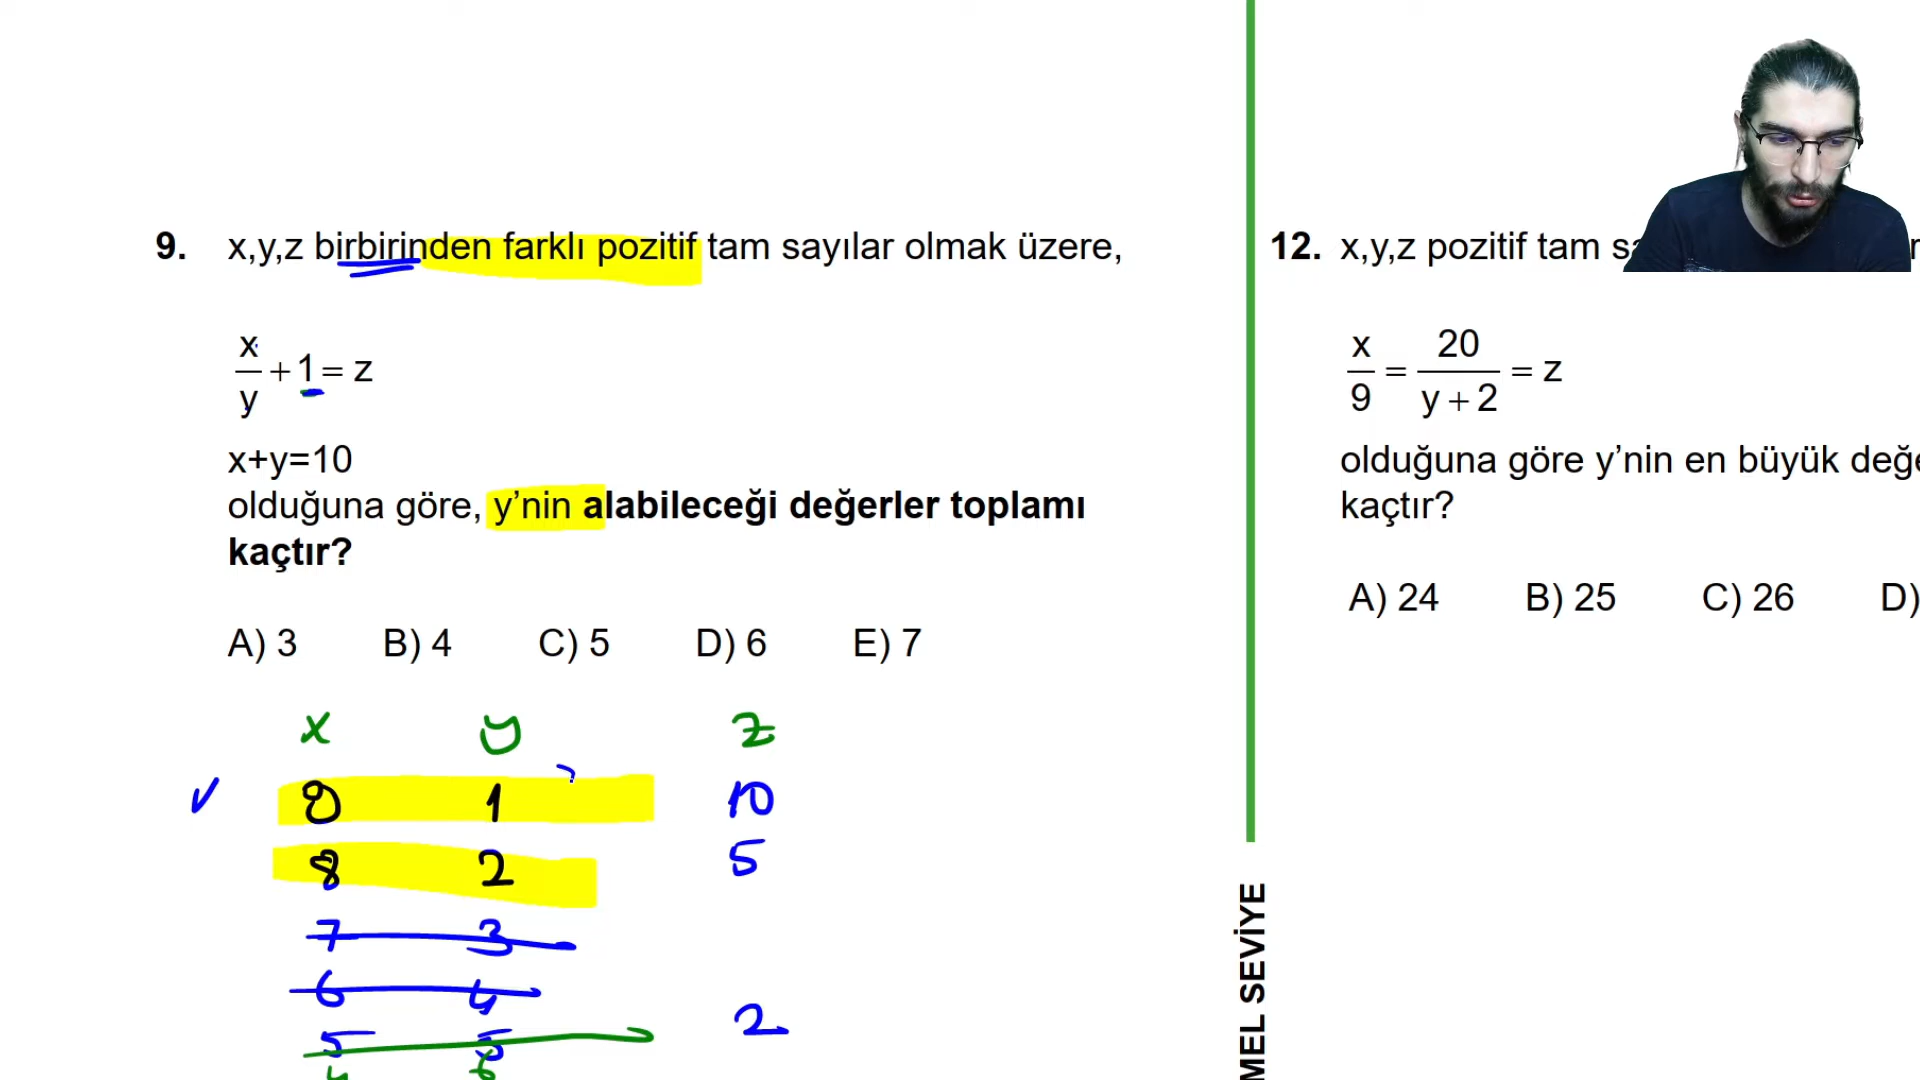 9. x,y,z birbirinden farklı pozitif tam sayılar olmak üzere,
x/y + 1 = z
x+y=10
olduğuna göre, y'nin alabileceği değerler toplamı
kaçtır?
A) 3 B) 4 C) 5 D) 6 E) 7
x y z
1 10
8 2 5
7 3
6 4
5 5 2
6
12. x,y,z pozitif tam
x/9 = 20/(y+2) = z
olduğuna göre y'nin en büyük
kaçtır?
A) 24 B) 25 C) 26 D)
MEL SEVİYE